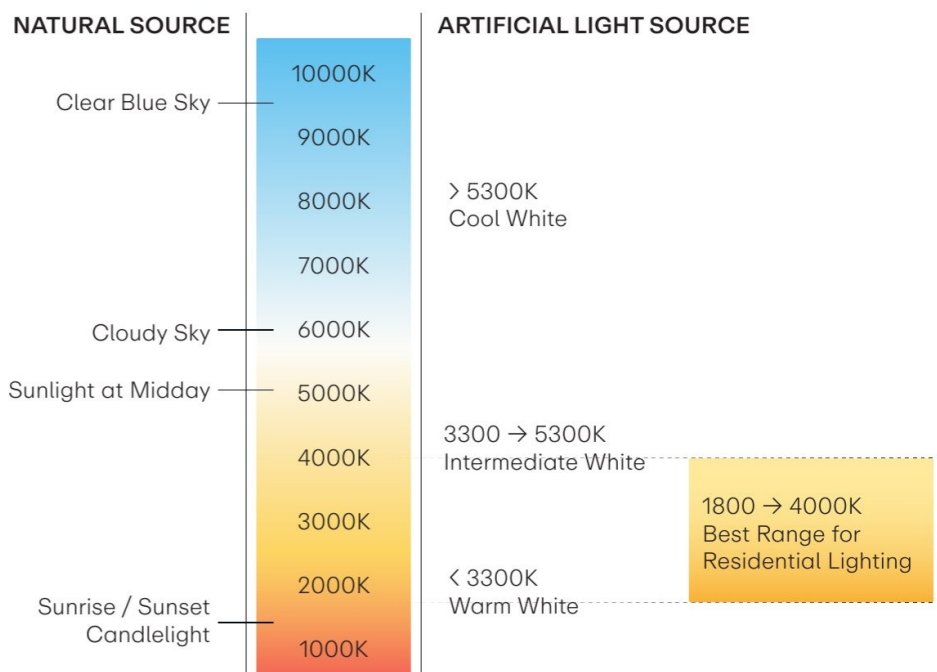 NATURAL SOURCE
ARTIFICIAL LIGHT SOURCE
10000K
Clear Blue Sky
9000K
> 5300K
Cool White
8000K
7000K
Cloudy Sky
6000K
Sunlight at Midday
5000K
3300 → 5300K
Intermediate White
4000K
1800 → 4000K
Best Range for
Residential Lighting
3000K
< 3300K
Warm White
2000K
Sunrise / Sunset
Candlelight
1000K